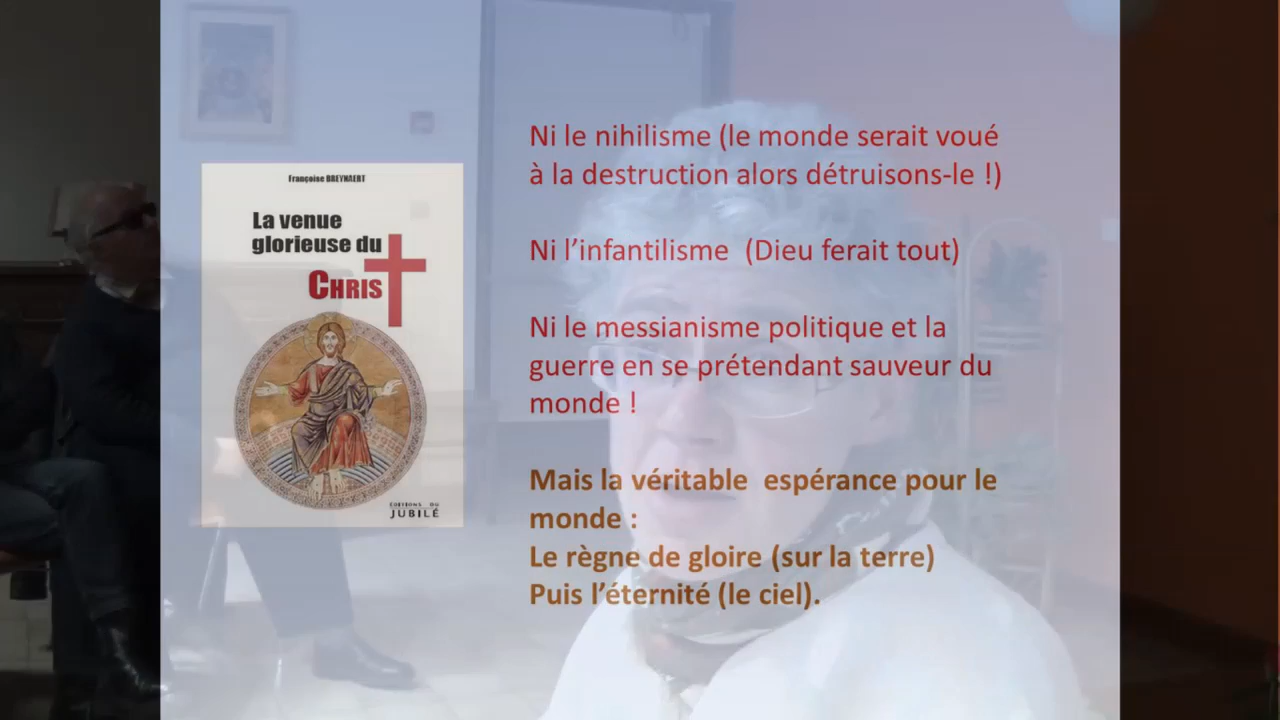 Françoise BREYNAERT
La venue
glorieuse du
CHRIST
EDITIONS DU
JUBILÉ
Ni le nihilisme (le monde serait voué
à la destruction alors détruisons-le !)
Ni l’infantilisme (Dieu ferait tout)
Ni le messianisme politique et la
guerre en se prétendant sauveur du
monde !
Mais la véritable espérance pour le
monde :
Le règne de gloire (sur la terre)
Puis l’éternité (le ciel).